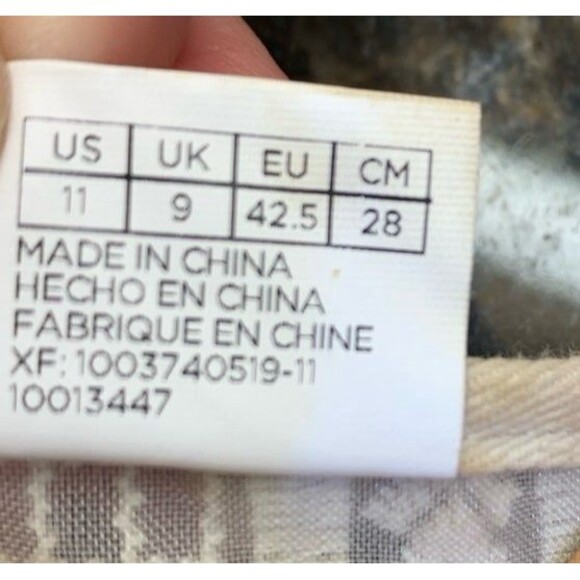 US UK EU CM
11 9 42.5 28
MADE IN CHINA
HECHO EN CHINA
FABRIQUE EN CHINE
XF: 1003740519-11
10013447